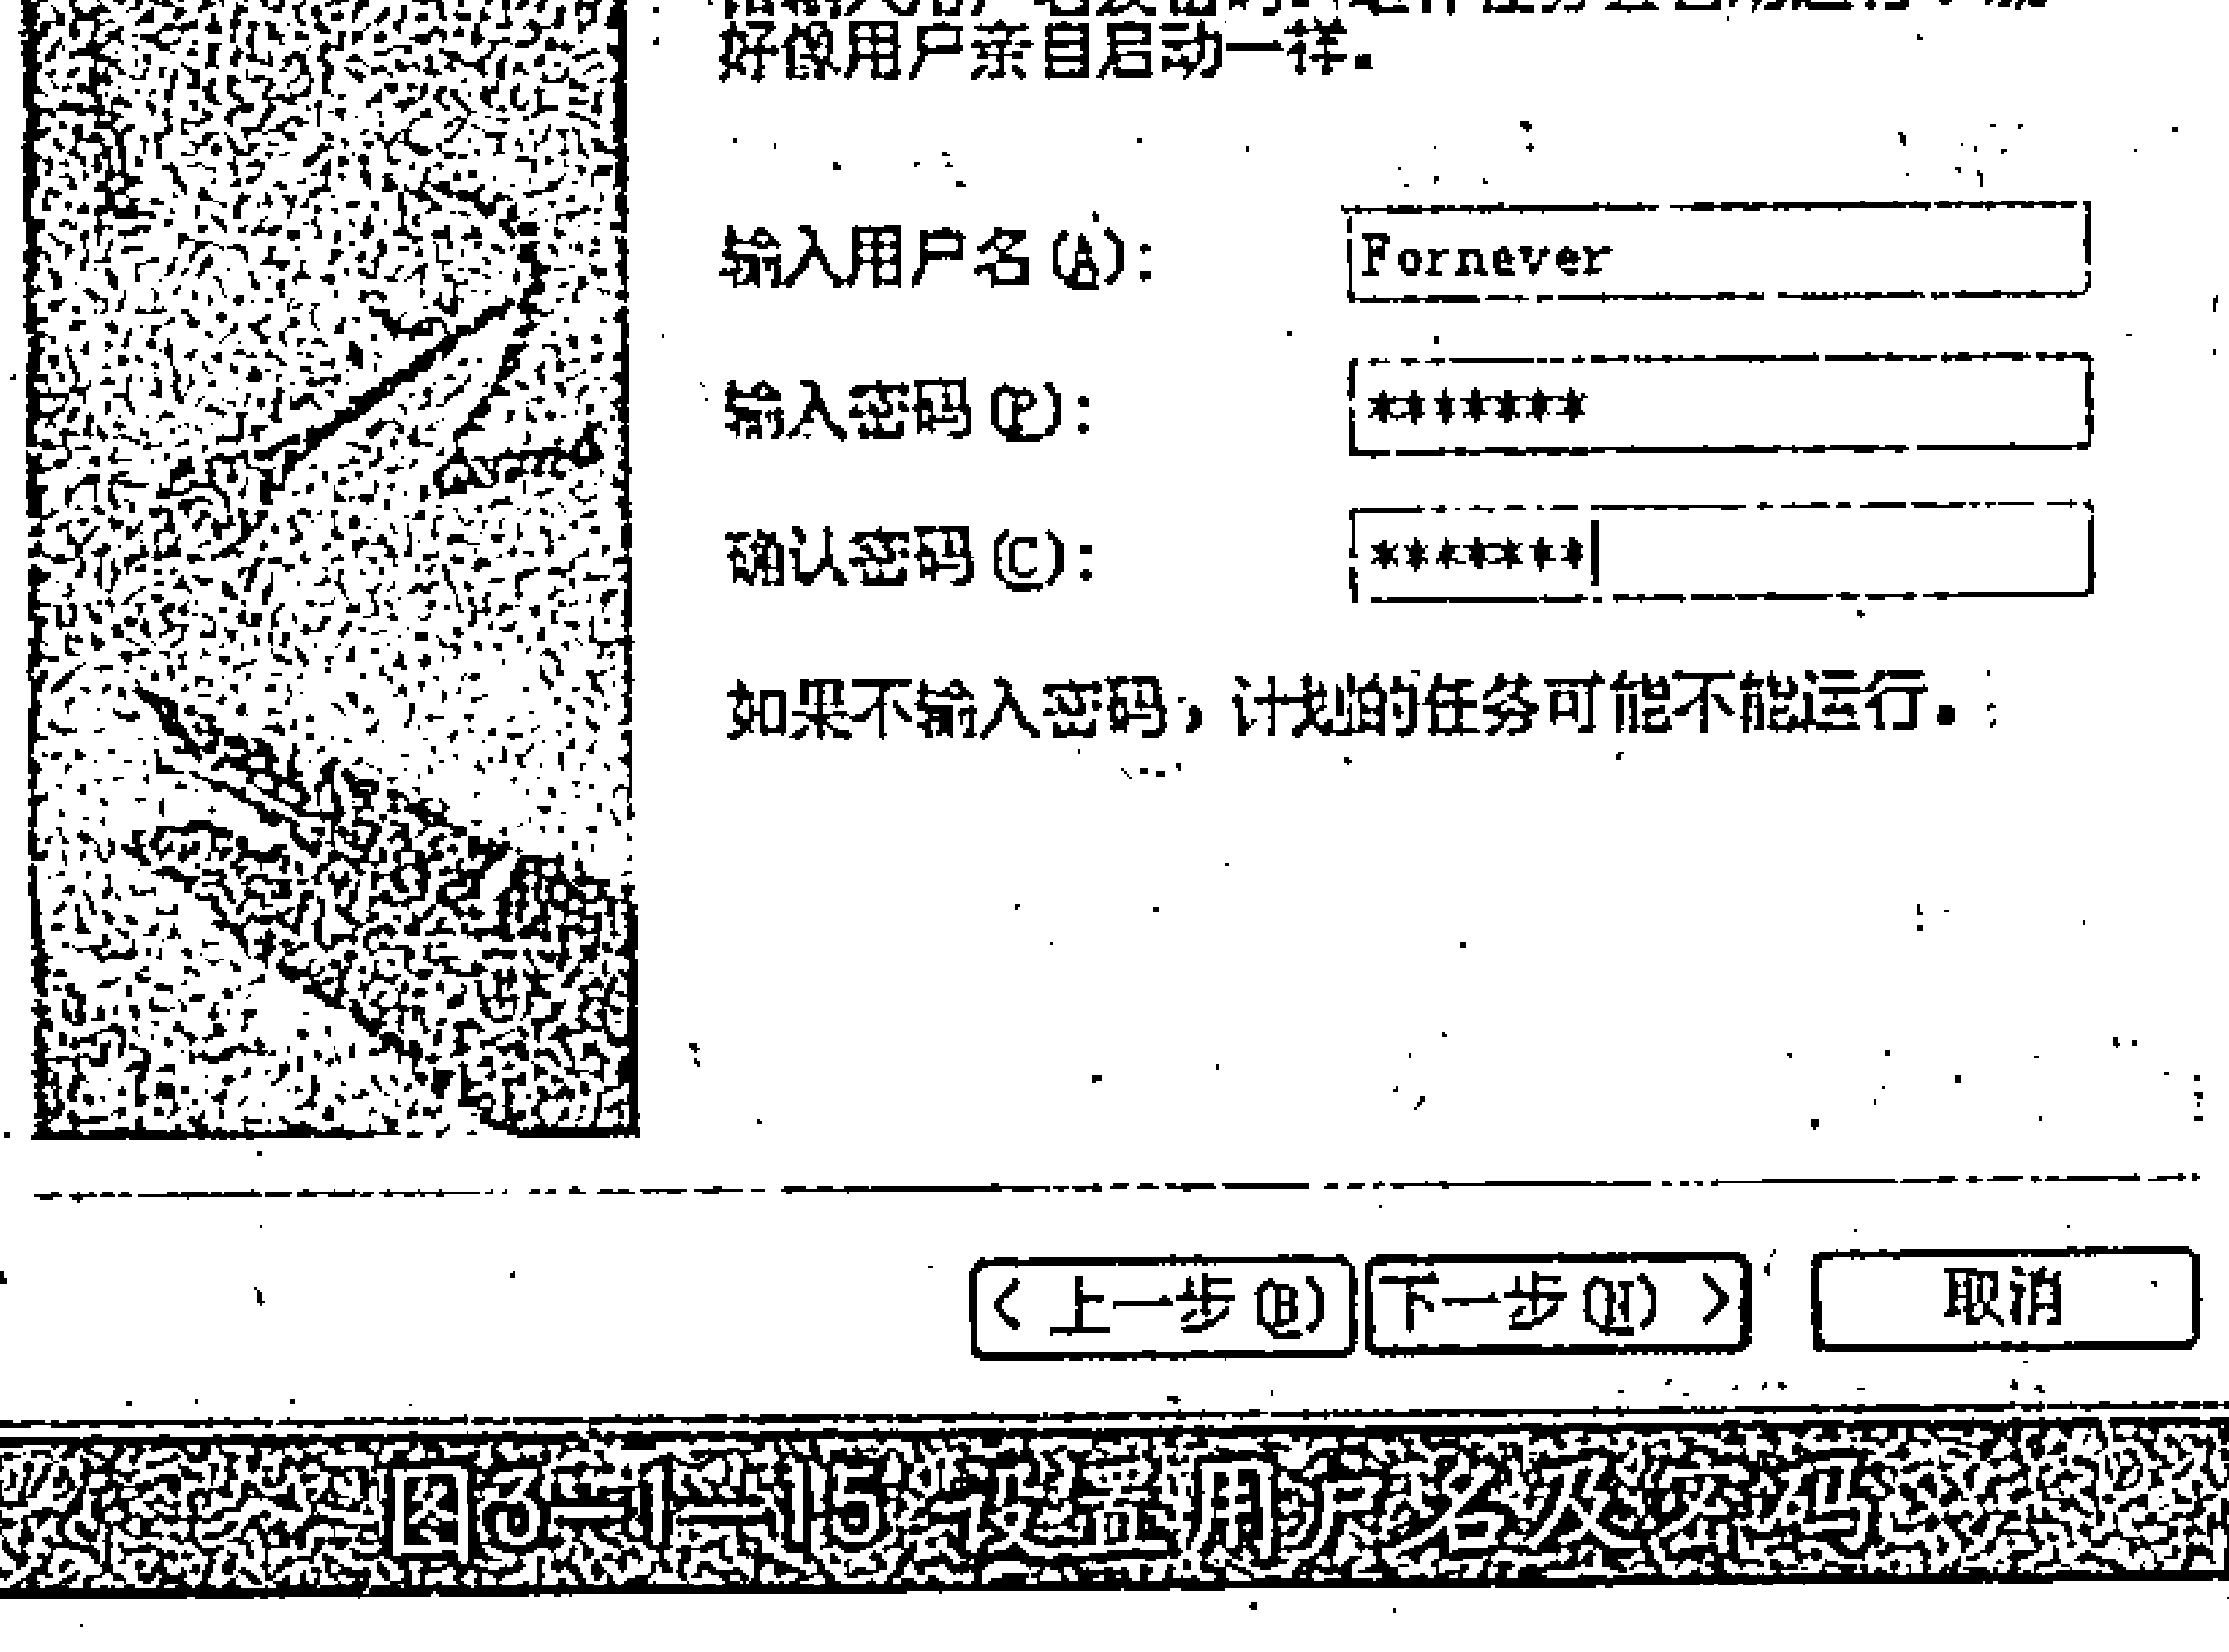 好像用户亲自启动一样。
输入用户名(A): Fornever
输入密码(P): *******
确认密码(C): *******
如果不输入密码，计划的任务可能不能运行。
< 上一步(B) 下一步(N) > 取消
图3-1-15 设置用户名及密码